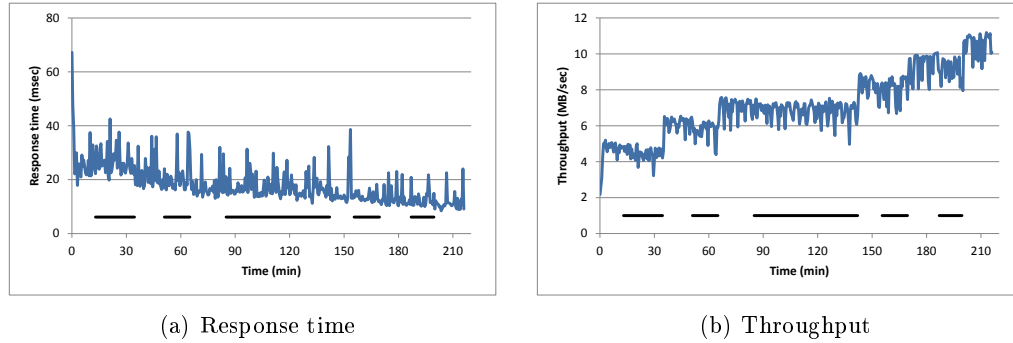 80
60
40
20
0
Response time (msec)
0 30 60 90 120 150 180 210
Time (min)
(a) Response time
12
10
8
6
4
2
0
Throughput (MB/sec)
0 30 60 90 120 150 180 210
Time (min)
(b) Throughput